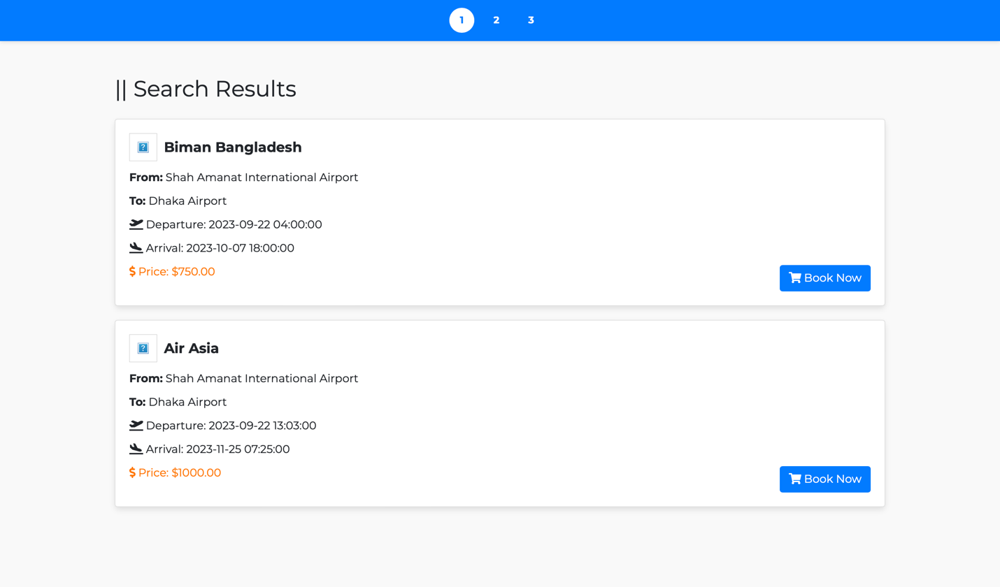 1 2 3
|| Search Results
? Biman Bangladesh
From: Shah Amanat International Airport
To: Dhaka Airport
Departure: 2023-09-22 04:00:00
Arrival: 2023-10-07 18:00:00
$ Price: $750.00
Book Now
? Air Asia
From: Shah Amanat International Airport
To: Dhaka Airport
Departure: 2023-09-22 13:03:00
Arrival: 2023-11-25 07:25:00
$ Price: $1000.00
Book Now